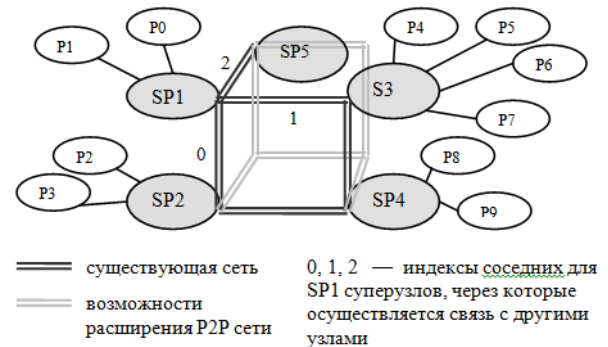 P0
P4
P5
P1
SP5
2
P6
SP1
S3
1
P7
P2
0
P8
P3
SP2
SP4
P9
существующая сеть
возможности
расширения P2P сети
0, 1, 2 — индексы соседних для
SP1 суперузлов, через которые
осуществляется связь с другими
узлами